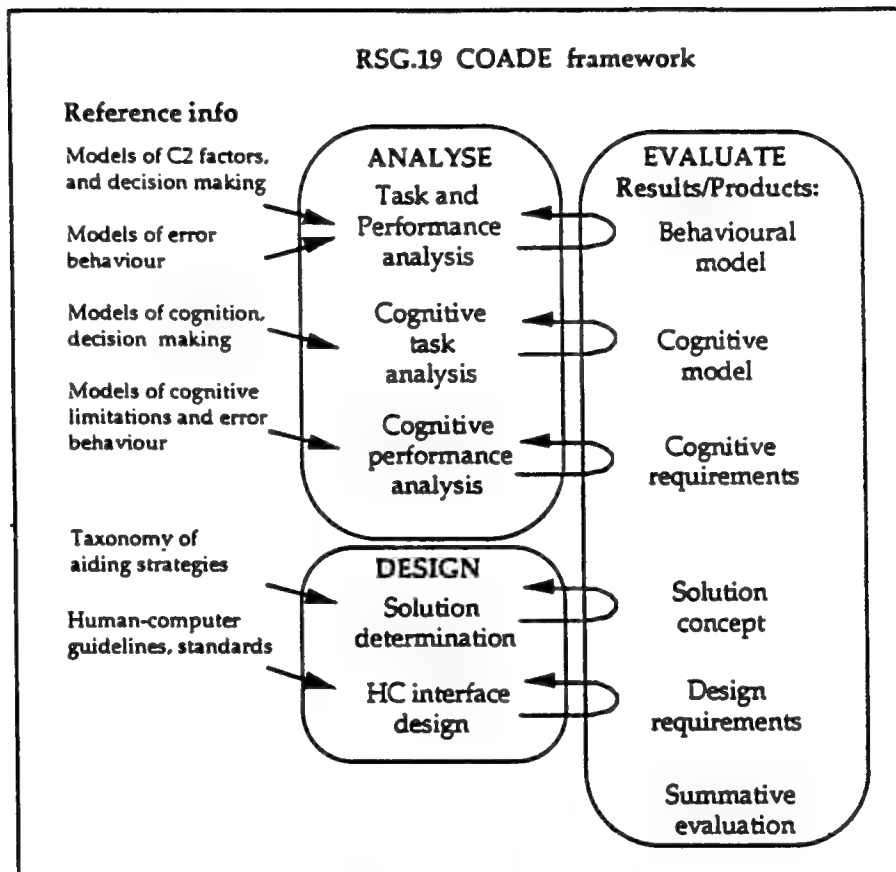 RSG.19 COADE framework
Reference info
Models of C2 factors,
and decision making
Models of error
behaviour
Models of cognition,
decision making
Models of cognitive
limitations and error
behaviour
Taxonomy of
aiding strategies
Human-computer
guidelines, standards
ANALYSE
Task and
Performance
analysis
Cognitive
task
analysis
Cognitive
performance
analysis
DESIGN
Solution
determination
HC interface
design
EVALUATE
Results/Products:
Behavioural
model
Cognitive
model
Cognitive
requirements
Solution
concept
Design
requirements
Summative
evaluation